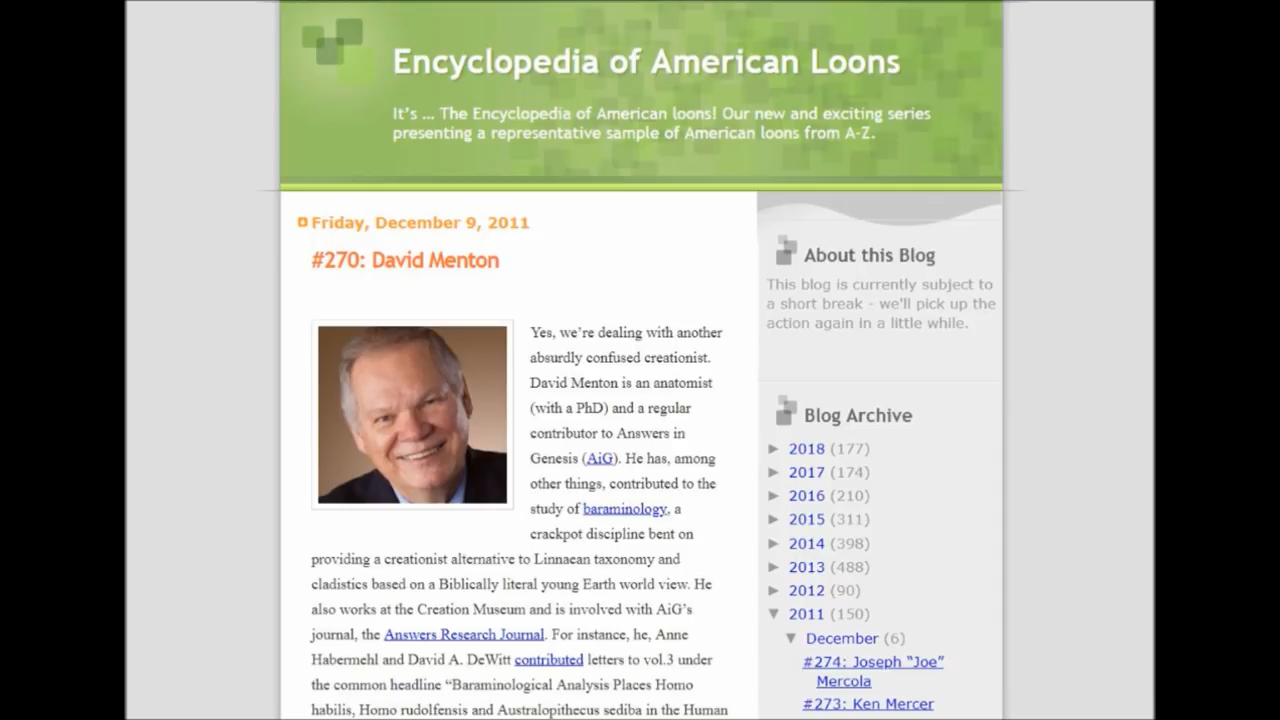 Encyclopedia of American Loons
It's ... The Encyclopedia of American loons! Our new and exciting series
presenting a representative sample of American loons from A-Z.
Friday, December 9, 2011
#270: David Menton
Yes, we're dealing with another
absurdly confused creationist.
David Menton is an anatomist
(with a PhD) and a regular
contributor to Answers in
Genesis (AiG). He has, among
other things, contributed to the
study of baraminology, a
crackpot discipline bent on
providing a creationist alternative to Linnaean taxonomy and
cladistics based on a Biblically literal young Earth world view. He
also works at the Creation Museum and is involved with AiG's
journal, the Answers Research Journal. For instance, he, Anne
Habermehl and David A. DeWitt contributed letters to vol.3 under
the common headline “Baraminological Analysis Places Homo
habilis, Homo rudolfensis and Australopithecus sediba in the Human
About this Blog
This blog is currently subject to
a short break - we'll pick up the
action again in a little while.
Blog Archive
► 2018 (177)
► 2017 (174)
► 2016 (210)
► 2015 (311)
► 2014 (398)
► 2013 (488)
► 2012 (90)
▼ 2011 (150)
▼ December (6)
#274: Joseph “Joe”
Mercola
#273: Ken Mercer